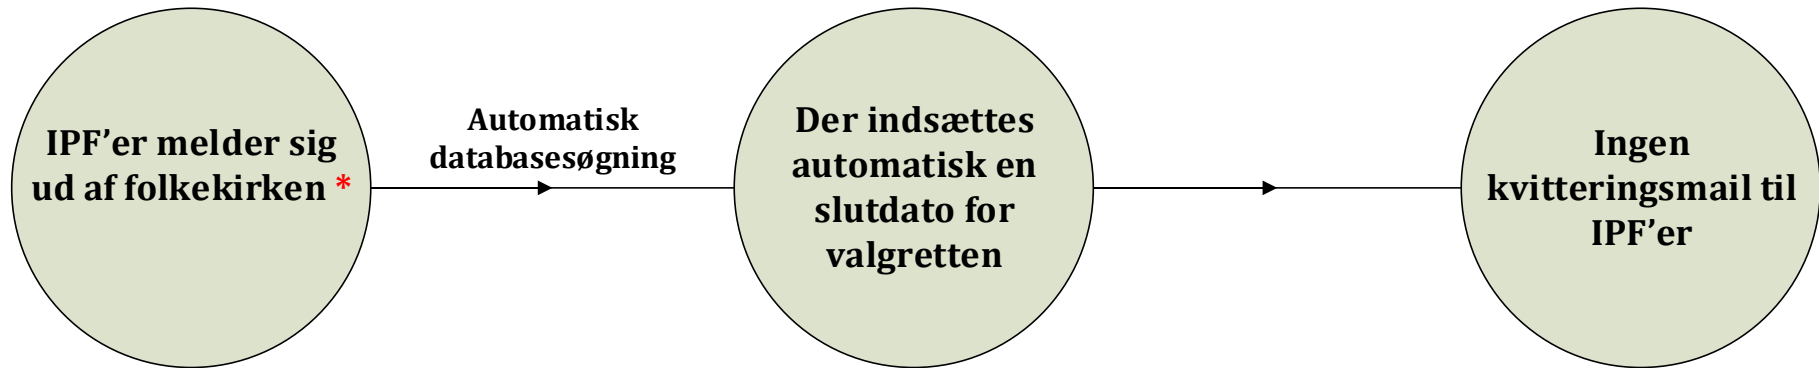 IPF’er melder sig
ud af folkekirken *
Automatisk
databasesøgning
Der indsættes
automatisk en
slutdato for
valgretten
Ingen
kvitteringsmail til
IPF’er